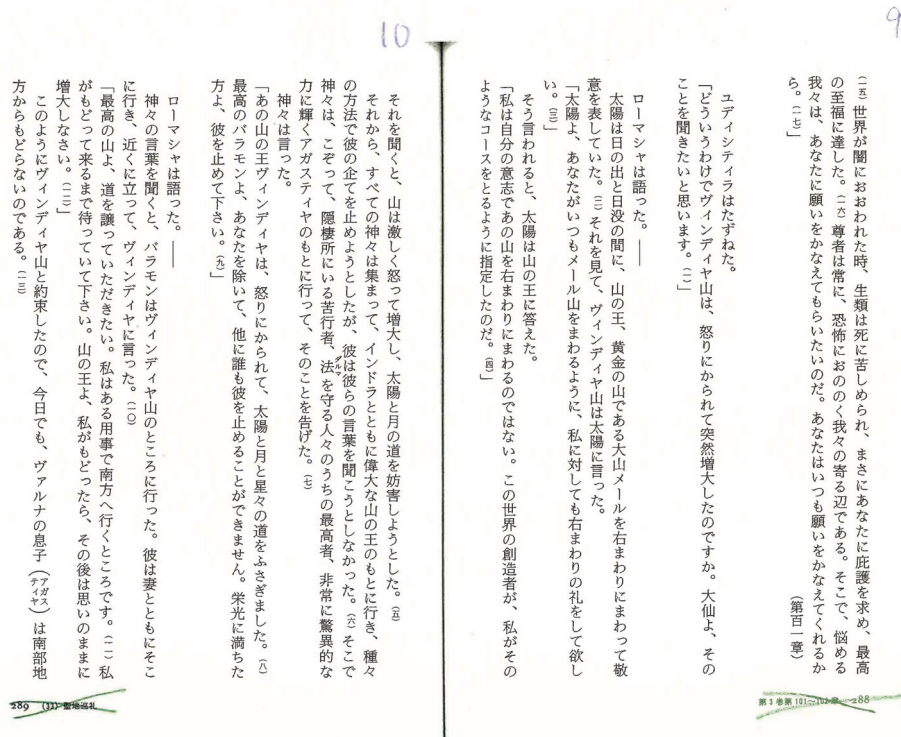 9
(二五)世界が闇におおわれた時、生類は死に苦しめられ、まさにあなたに庇護を求め、最高
の至福に達した。(二六)尊者は常に、恐怖におののく我々の寄る辺である。そこで、悩める
我々は、あなたに願いをかなえてもらいたいのだ。あなたはいつも願いをかなえてくれるか
ら。(二七)」
(第百一章)
ユディシティラはたずねた。
「どういうわけでヴィンディヤ山は、怒りにかられて突然増大したのですか。大仙よ、その
ことを聞きたいと思います。(一)」
ローマシャは語った。――
太陽は日の出と日没の間に、山の王、黄金の山である大山メールを右まわりにまわって敬
意を表していた。(二)それを見て、ヴィンディヤ山は太陽に言った。
「太陽よ、あなたがいつもメール山をまわるように、私に対しても右まわりの礼をして欲し
い。(三)」
そう言われると、太陽は山の王に答えた。
「私は自分の意志であの山を右まわりにまわるのではない。この世界の創造者が、私がその
ようなコースをとるように指定したのだ。(四)」
第3巻第101〜102章 288
10
それを聞くと、山は激しく怒って増大し、太陽と月の道を妨害しようとした。(五)
それから、すべての神々は集まって、インドラとともに偉大な山の王のもとに行き、種々
の方法で彼の企てを止めようとしたが、彼は彼らの言葉を聞こうとしなかった。(六)そこで
神々は、こぞって、隠棲所にいる苦行者、法ダルマを守る人々のうちの最高者、非常に驚異的な
力に輝くアガスティヤのもとに行って、そのことを告げた。(七)
神々は言った。
「あの山の王ヴィンディヤは、怒りにかられて、太陽と月と星々の道をふさぎました。(八)
最高のバラモンよ、あなたを除いて、他に誰も彼を止めることができません。栄光に満ちた
方よ、彼を止めて下さい。(九)」
ローマシャは語った。――
神々の言葉を聞くと、バラモンはヴィンディヤ山のところに行った。彼は妻とともにそこ
に行き、近くに立って、ヴィンディヤに言った。(一〇)
「最高の山よ、道を譲っていただきたい。私はある用事で南方へ行くところです。(一一)私
がもどって来るまで待っていて下さい。山の王よ、私がもどったら、その後は思いのままに
増大しなさい。(一二)」
このようにヴィンディヤ山と約束したので、今日でも、ヴァルナの息子(アガスティヤ)は南部地
方からもどらないのである。(一三)
289 (33) 聖地巡礼